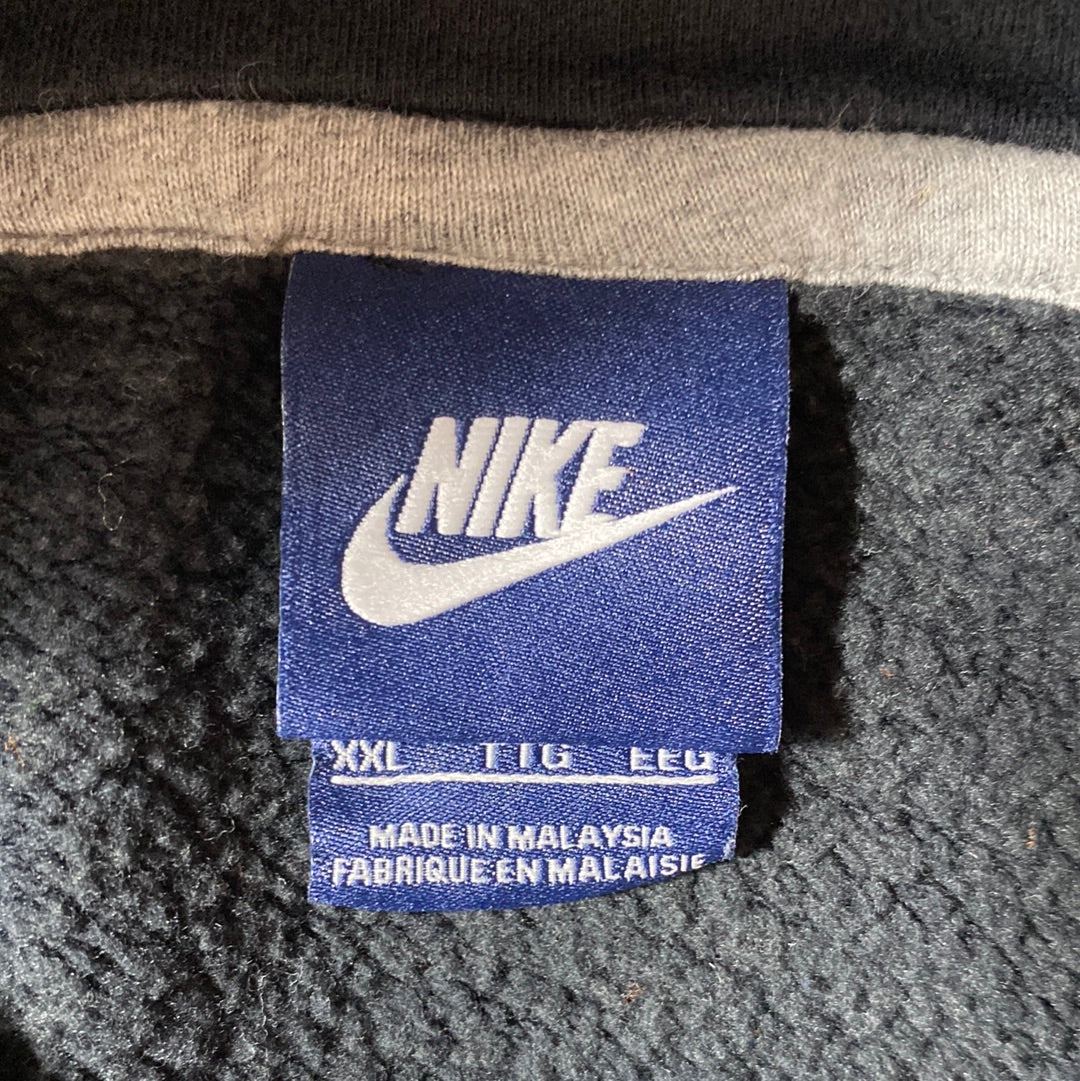 NIKE
XXL TTG EEG
MADE IN MALAYSIA
FABRIQUE EN MALAISIE